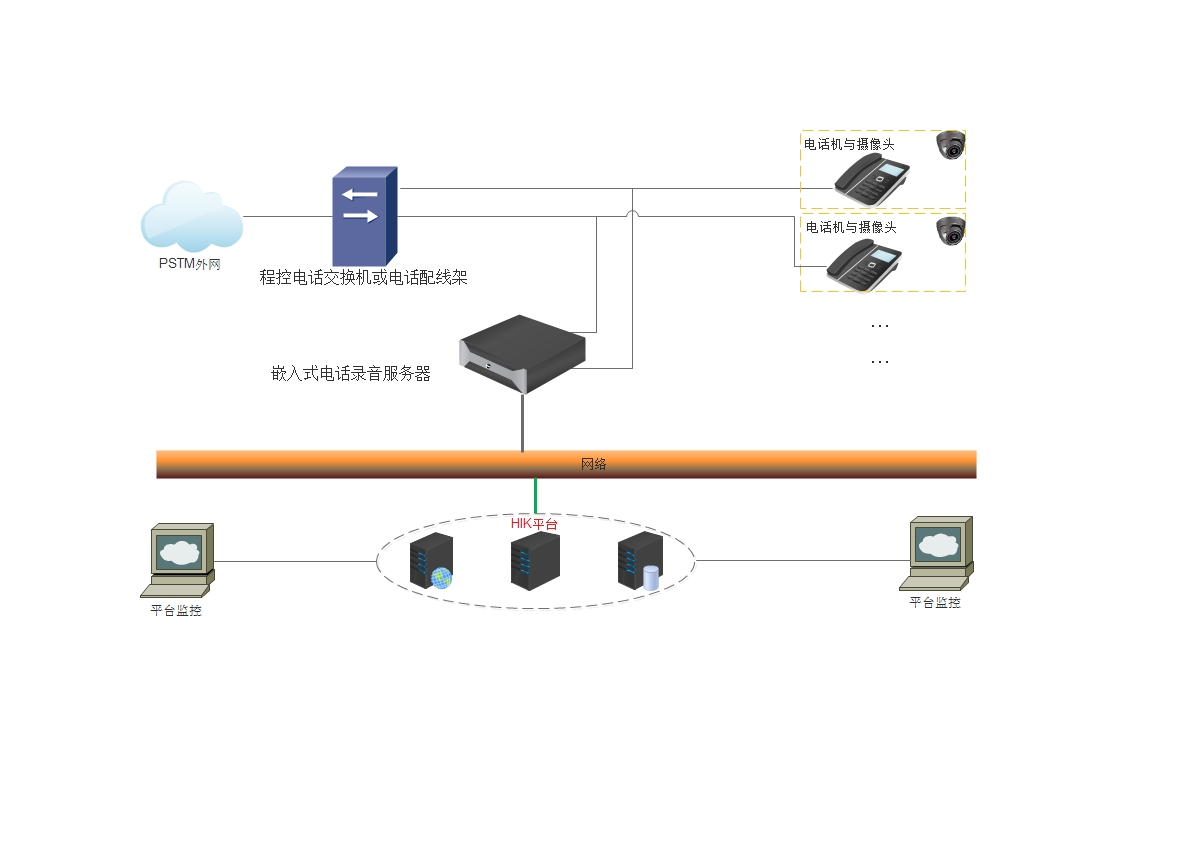 电话机与摄像头
电话机与摄像头
PSTM外网
程控电话交换机或电话配线架
...
...
嵌入式电话录音服务器
网络
HIK平台
平台监控
平台监控